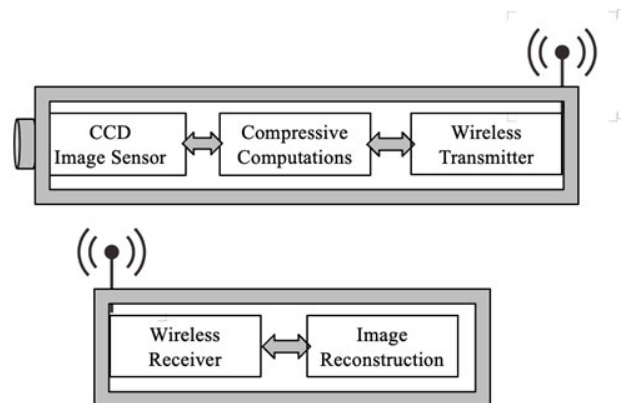 CCD
Image Sensor
Compressive
Computations
Wireless
Transmitter
Wireless
Receiver
Image
Reconstruction